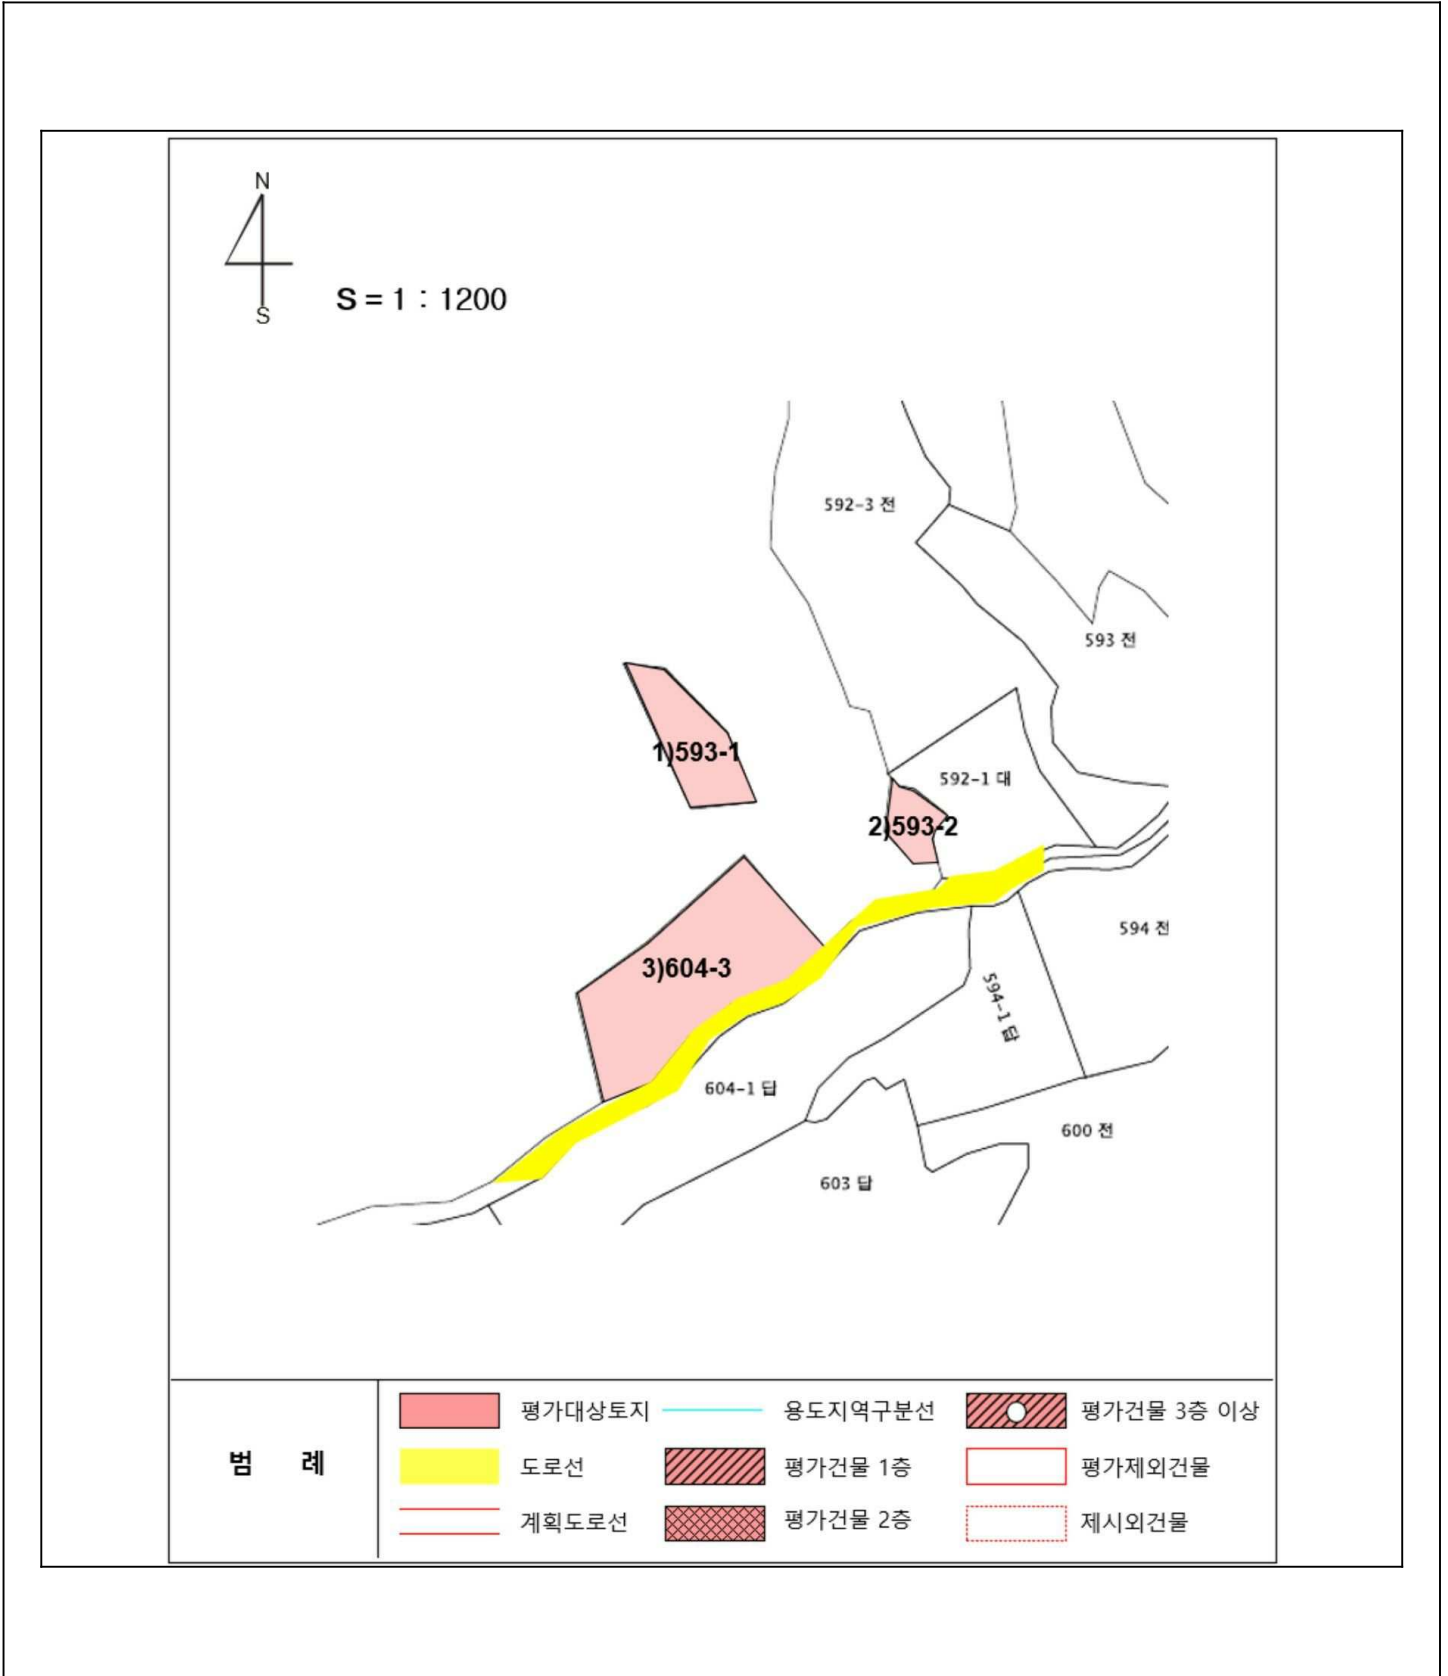 N
S
S = 1 : 1200
592-3 전
593 전
1)593-1
592-1 대
2)593-2
594 전
3)604-3
594-1 답
604-1 답
600 전
603 답
범 례
평가대상토지
용도지역구분선
평가건물 3층 이상
도로선
평가건물 1층
평가제외건물
계획도로선
평가건물 2층
제시외건물